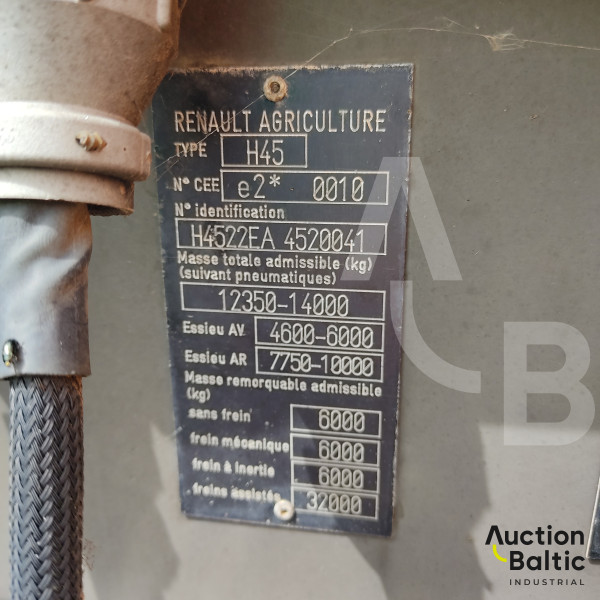 RENAULT AGRICULTURE
TYPE H45
N° CEE e2* 0010
N° identification
H4522EA 4520041
Masse totale admissible (kg)
(suivant pneumatiques)
12350-14000
Essieu AV. 4600-6000
Essieu AR 7750-10000
Masse remorquable admissible
(kg)
sans frein 6000
frein mécanique 6000
frein à inertie 6000
freins assistés 32000
AB
Auction
Baltic
INDUSTRIAL